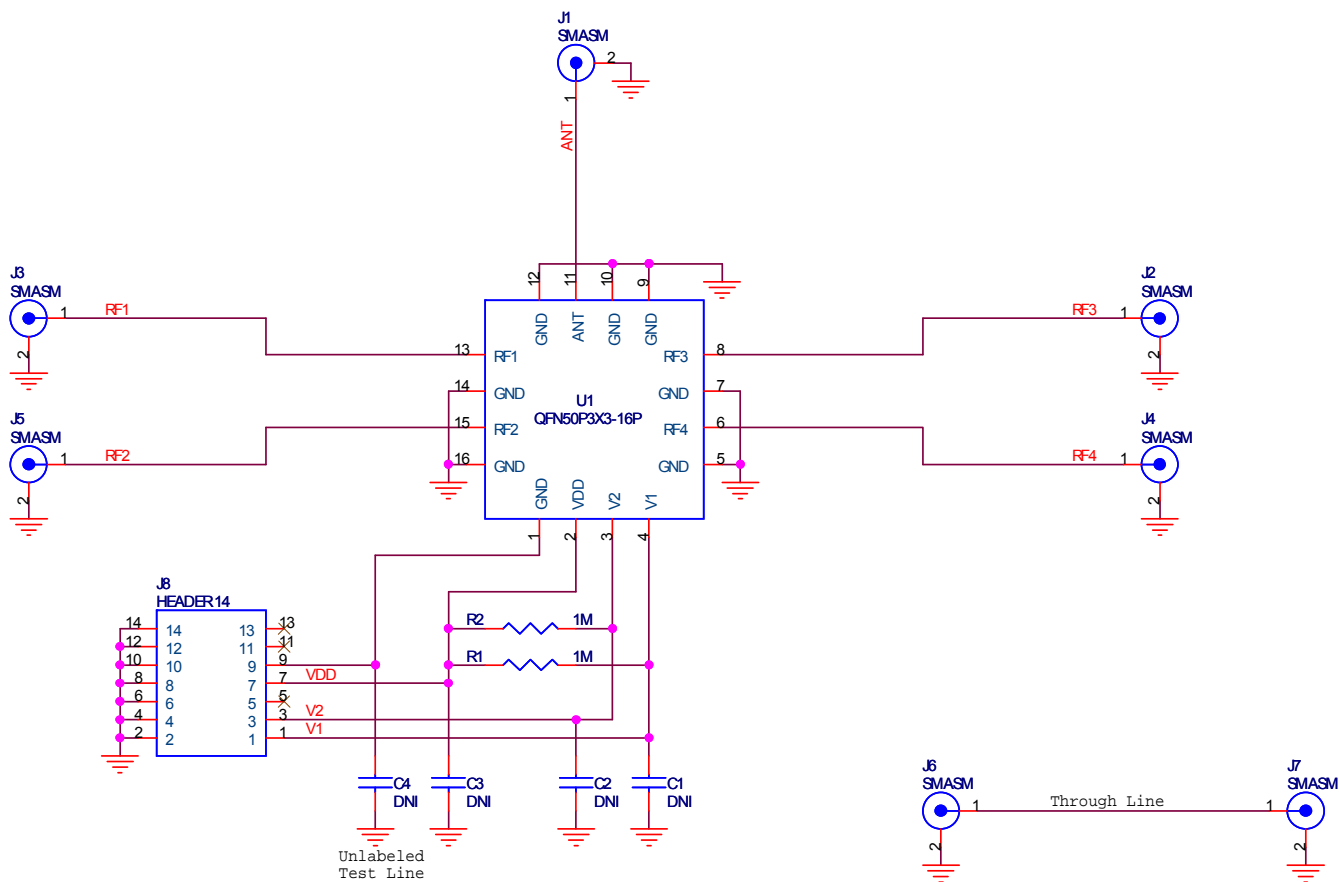 J1
SMASM
2
1
ANT
J3
SMASM
1
RF1
2
J2
SMASM
RF3
1
2
12
11
10
9
GND
ANT
GND
GND
13
RF1
RF3
8
14
GND
GND
7
U1
QFN50P3X3-16P
15
RF2
RF4
6
16
GND
GND
5
GND
VDD
V2
V1
1
2
3
4
J5
SMASM
1
RF2
2
J4
SMASM
RF4
1
2
J8
HEADER 14
14 14 13 13
12 12 11 11
10 10 9 9
8 8 7 7
6 6 5 5
4 4 3 3
2 2 1 1
VDD
V2
V1
R2 1M
R1 1M
C4
DNI
C3
DNI
C2
DNI
C1
DNI
Unlabeled
Test Line
J6
SMASM
1
2
Through Line
J7
SMASM
1
2